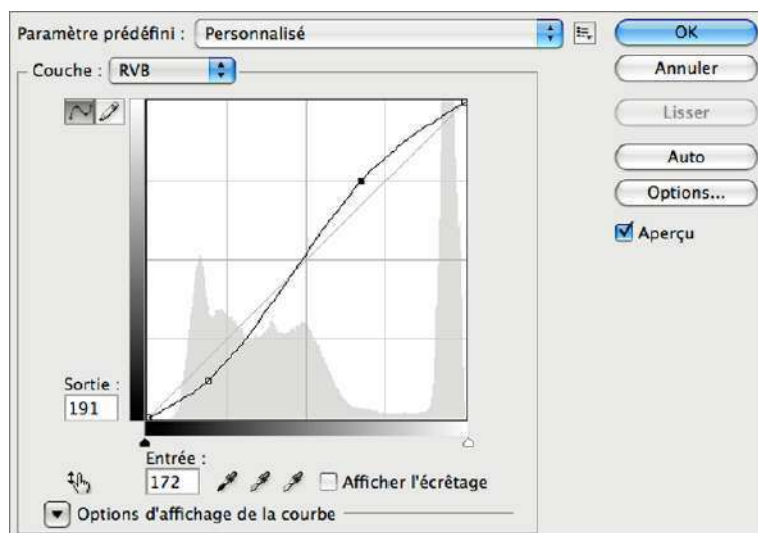 Paramètre prédéfini : Personnalisé
OK
Couche : RVB
Annuler
Lisser
Auto
Options...
Aperçu
Sortie :
191
Entrée :
172
Afficher l'écrêtage
Options d'affichage de la courbe